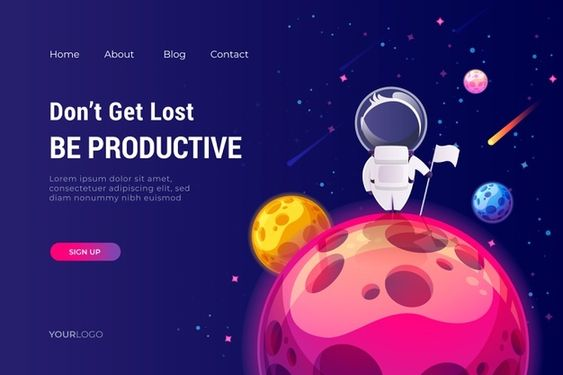 Home About Blog Contact
Don't Get Lost
BE PRODUCTIVE
Lorem ipsum dolor sit amet,
consectetuer adipiscing elit, sed
diam nonummy nibh euismod
SIGN UP
YOURLOGO